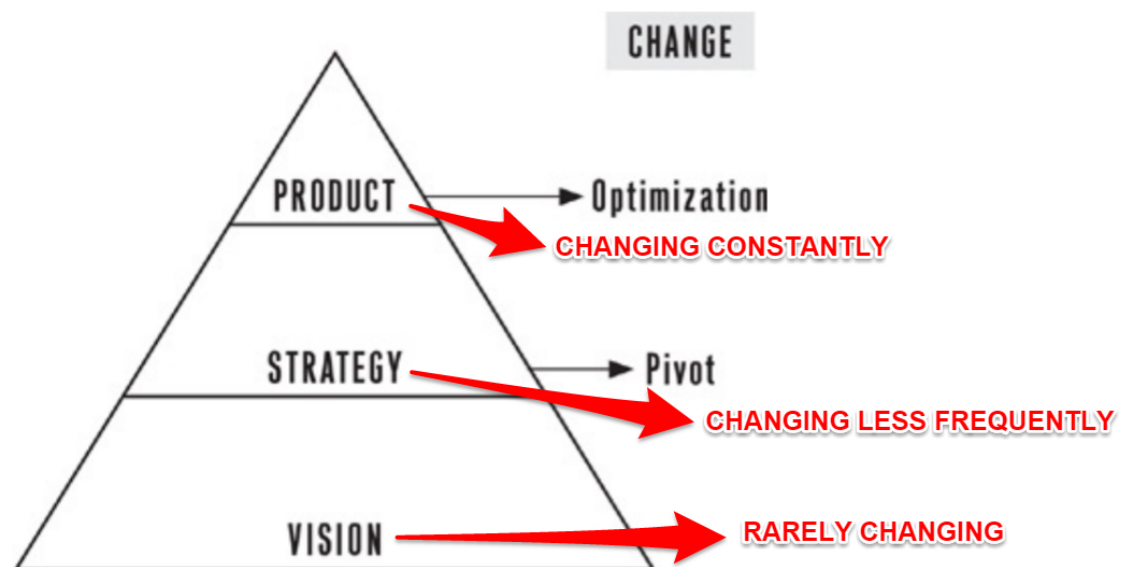 CHANGE
PRODUCT
Optimization
CHANGING CONSTANTLY
STRATEGY
Pivot
CHANGING LESS FREQUENTLY
VISION
RARELY CHANGING